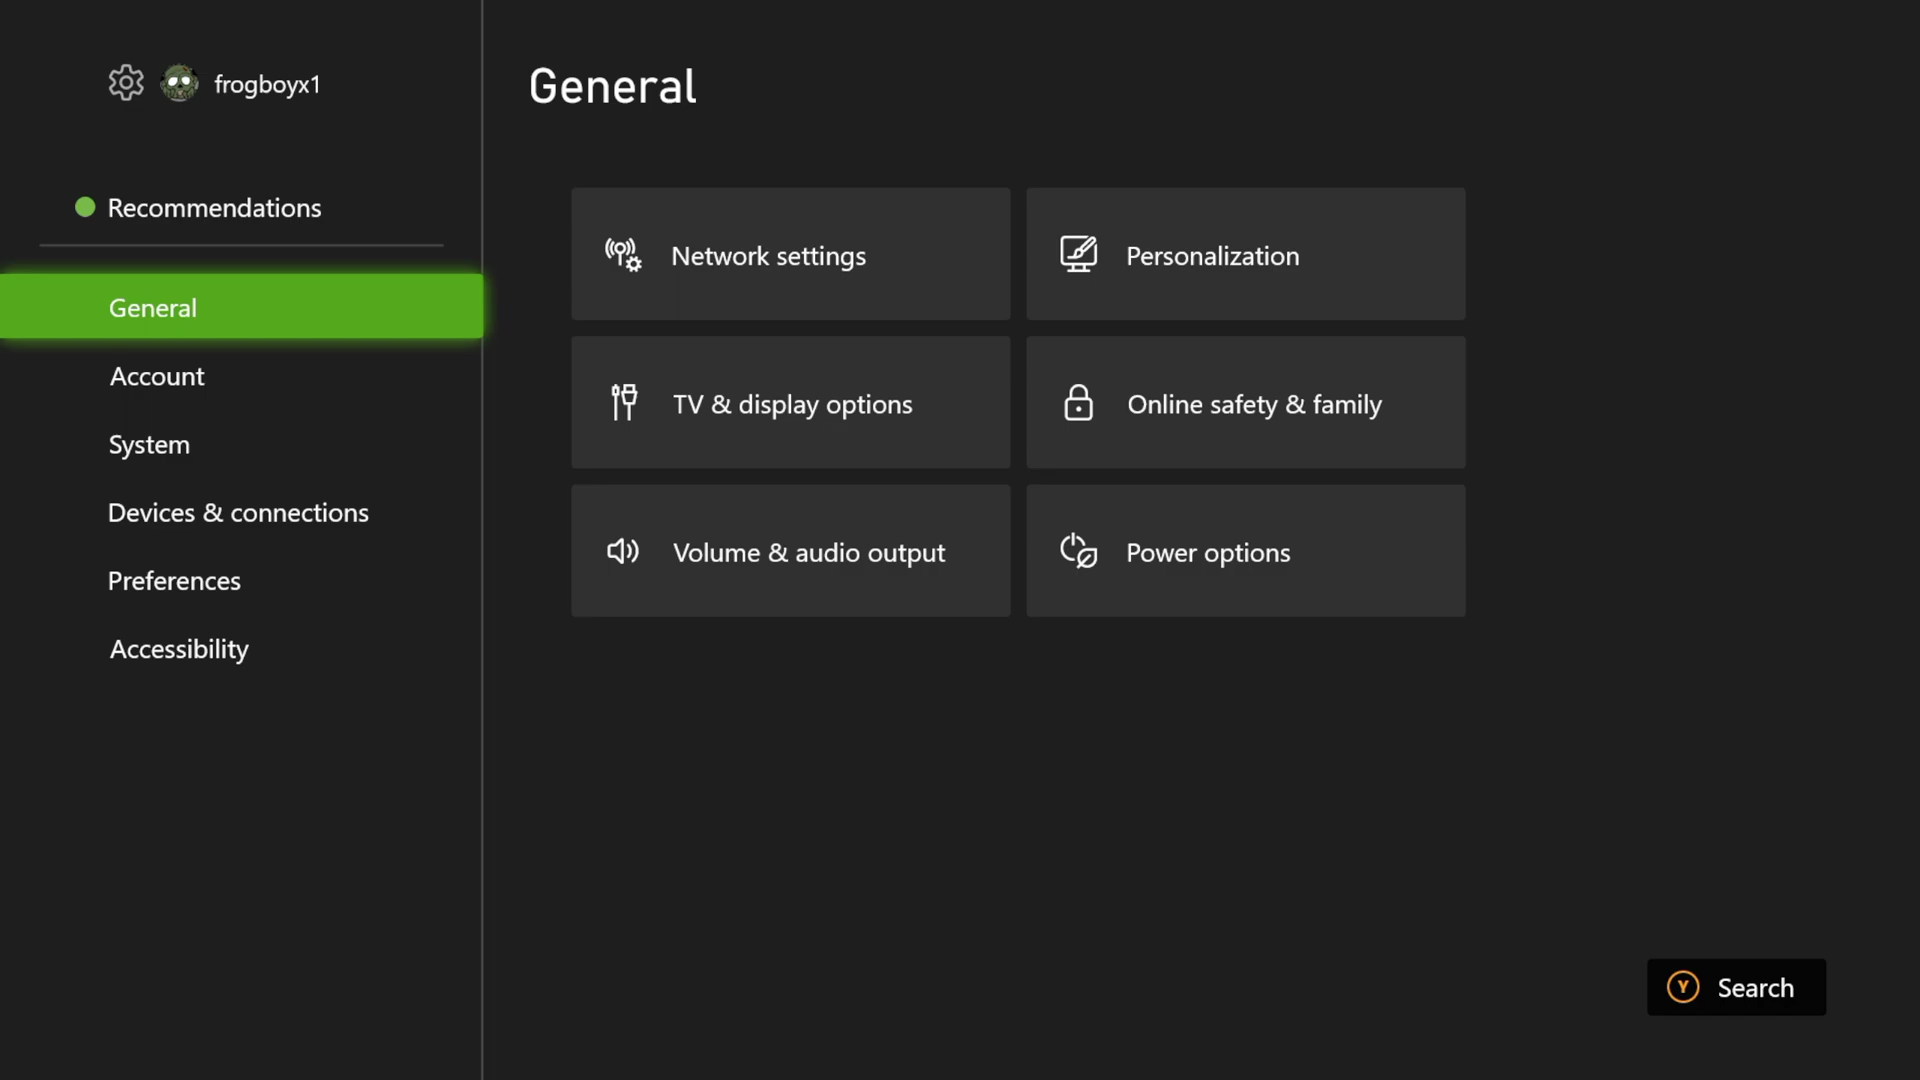 frogboyx1
Recommendations
General
Account
System
Devices & connections
Preferences
Accessibility
General
Network settings
Personalization
TV & display options
Online safety & family
Volume & audio output
Power options
Y Search